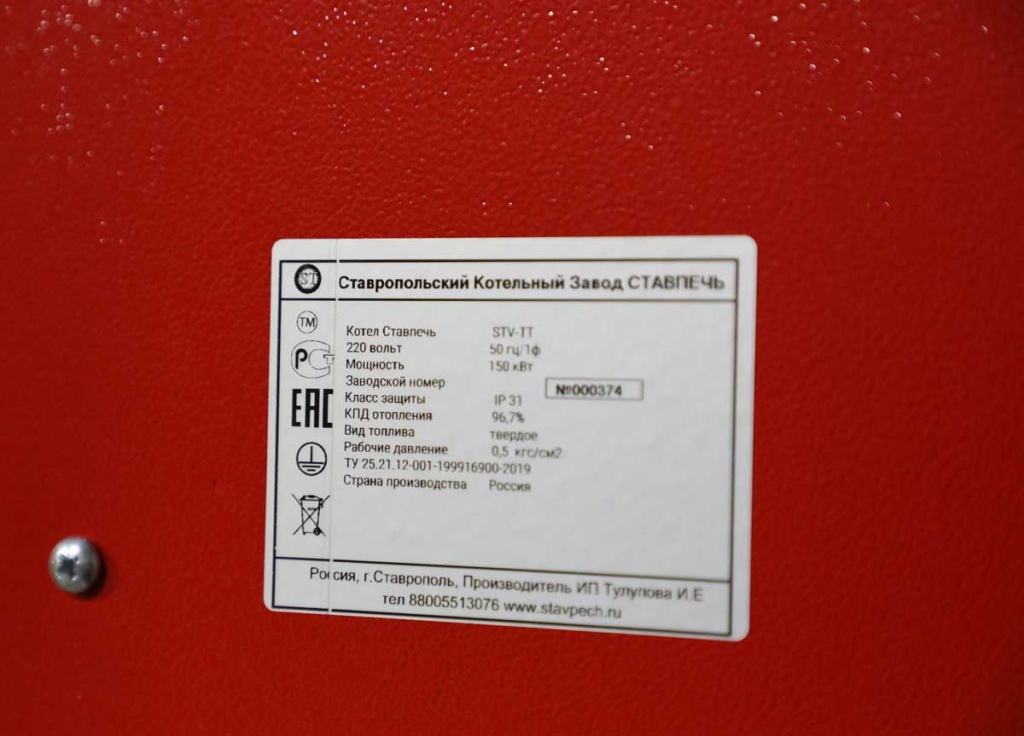 ST Ставропольский Котельный Завод СТАВПЕЧЬ
TM
РСТ
EAC
Котел Ставпечь STV-TT
220 вольт 50 гц/1ф
Мощность 150 кВт
Заводской номер №000374
Класс защиты IP 31
КПД отопления 96,7%
Вид топлива твердое
Рабочие давление 0,5 кгс/см2
ТУ 25.21.12-001-199916900-2019
Страна производства Россия
Россия, г.Ставрополь, Производитель ИП Тулупова И.Е
тел 88005513076 www.stavpech.ru